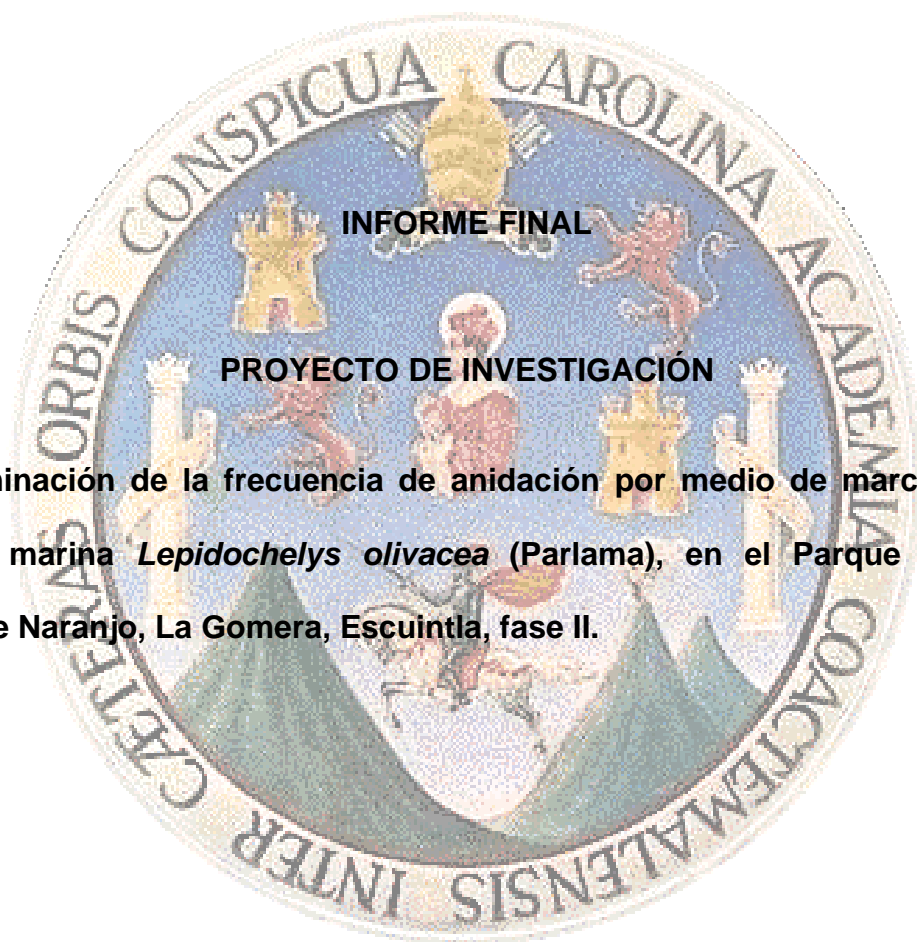 CÆTERAS ORBIS CONSPICUA CAROLINA ACADEMIA COACTEMALENSIS INTER
INFORME FINAL
PROYECTO DE INVESTIGACIÓN
minación de la frecuencia de anidación por medio de marc
marina Lepidochelys olivacea (Parlama), en el Parque
e Naranjo, La Gomera, Escuintla, fase II.